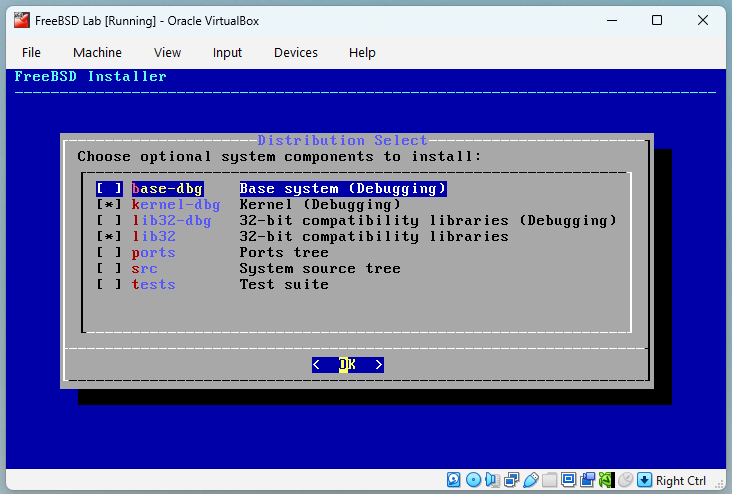 FreeBSD Lab [Running] - Oracle VirtualBox
File Machine View Input Devices Help
FreeBSD Installer
Distribution Select
Choose optional system components to install:
[ ] base-dbg Base system (Debugging)
[*] kernel-dbg Kernel (Debugging)
[ ] lib32-dbg 32-bit compatibility libraries (Debugging)
[*] lib32 32-bit compatibility libraries
[ ] ports Ports tree
[ ] src System source tree
[ ] tests Test suite
< OK >
Right Ctrl